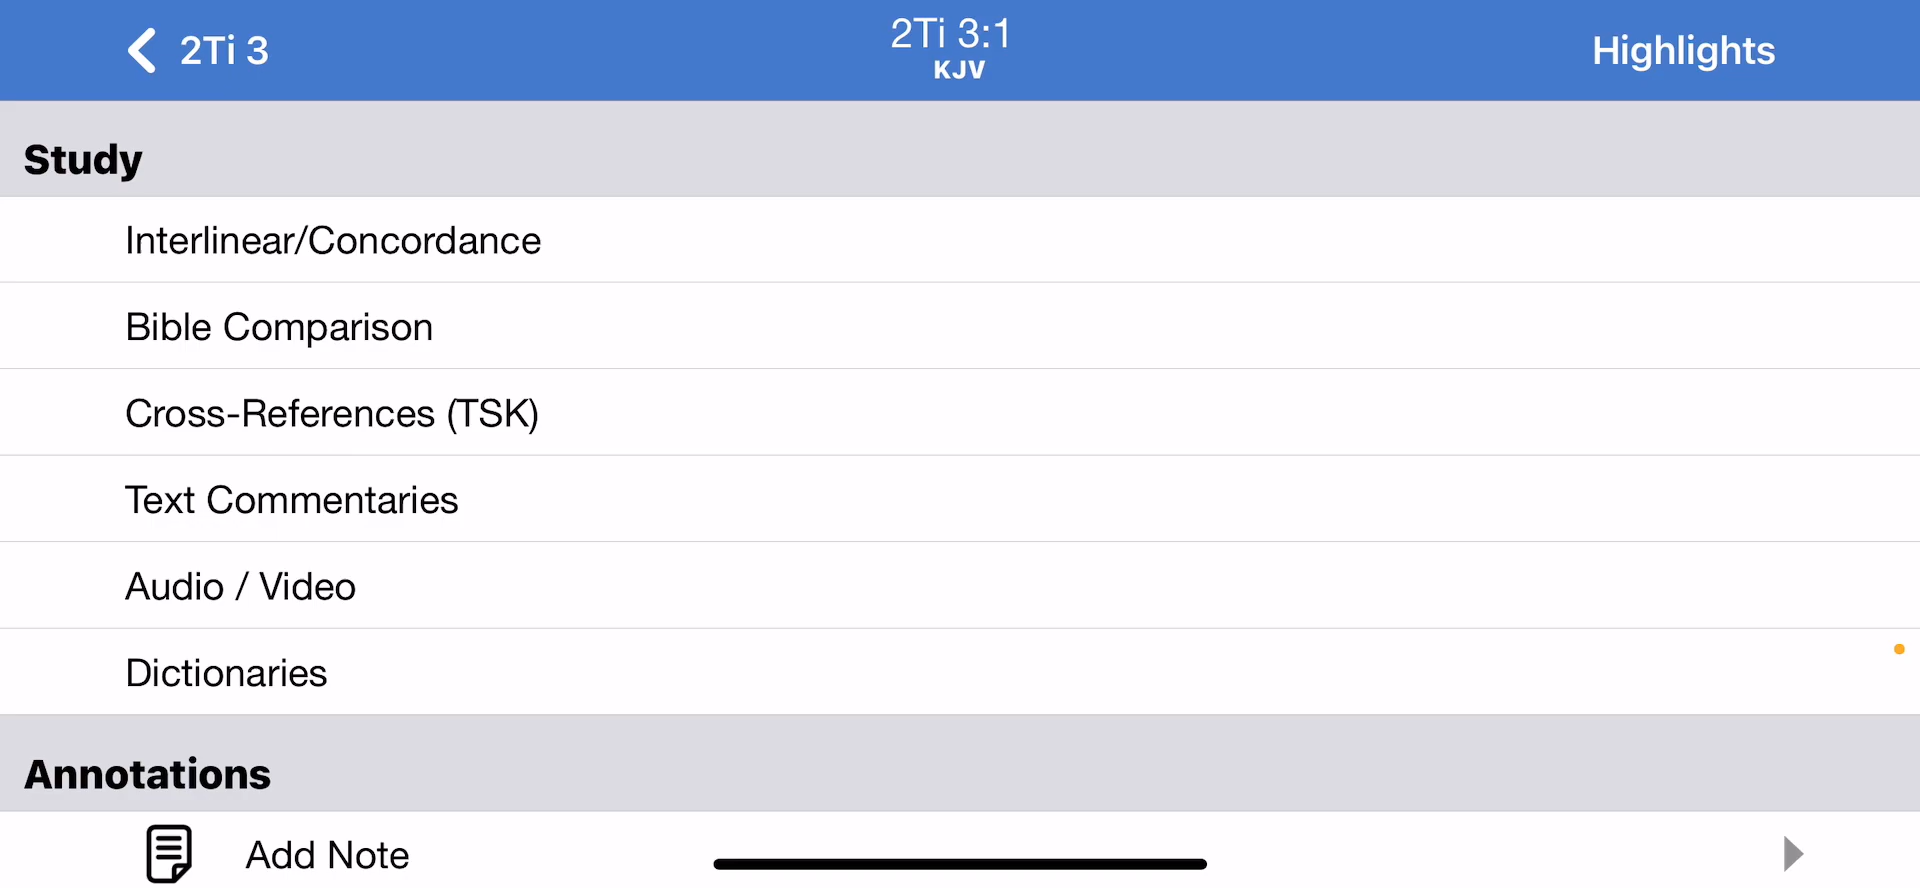 2Ti 3
2Ti 3:1
KJV
Highlights
Study
Interlinear/Concordance
Bible Comparison
Cross-References (TSK)
Text Commentaries
Audio / Video
Dictionaries
Annotations
Add Note